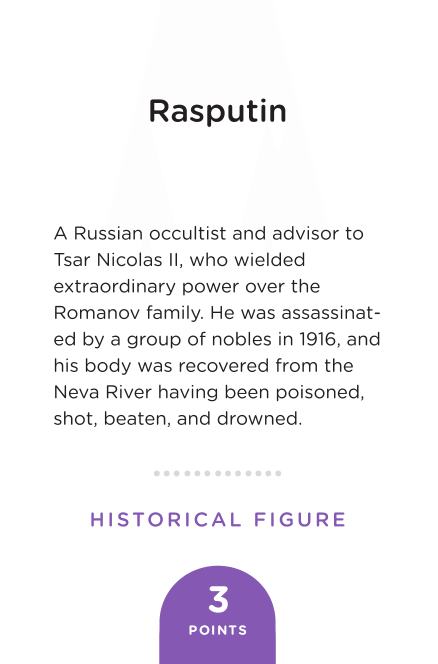 Rasputin
A Russian occultist and advisor to
Tsar Nicolas II, who wielded
extraordinary power over the
Romanov family. He was assassinat-
ed by a group of nobles in 1916, and
his body was recovered from the
Neva River having been poisoned,
shot, beaten, and drowned.
HISTORICAL FIGURE
3
POINTS